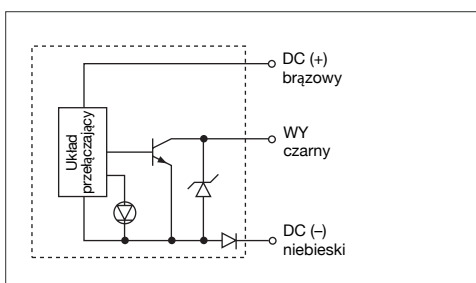 DC (+)
brązowy
WY
czarny
Układ
przełączający
DC (–)
niebieski